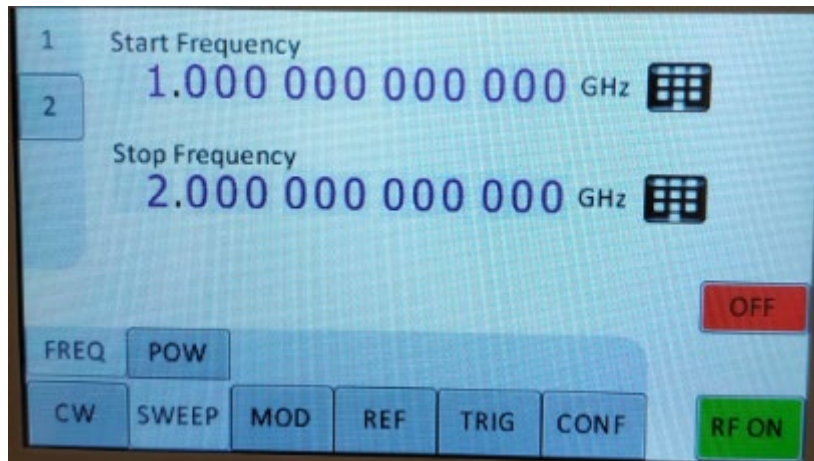 1
Start Frequency
1.000 000 000 000 GHz
2
Stop Frequency
2.000 000 000 000 GHz
OFF
FREQ POW
CW SWEEP MOD REF TRIG CONF RF ON